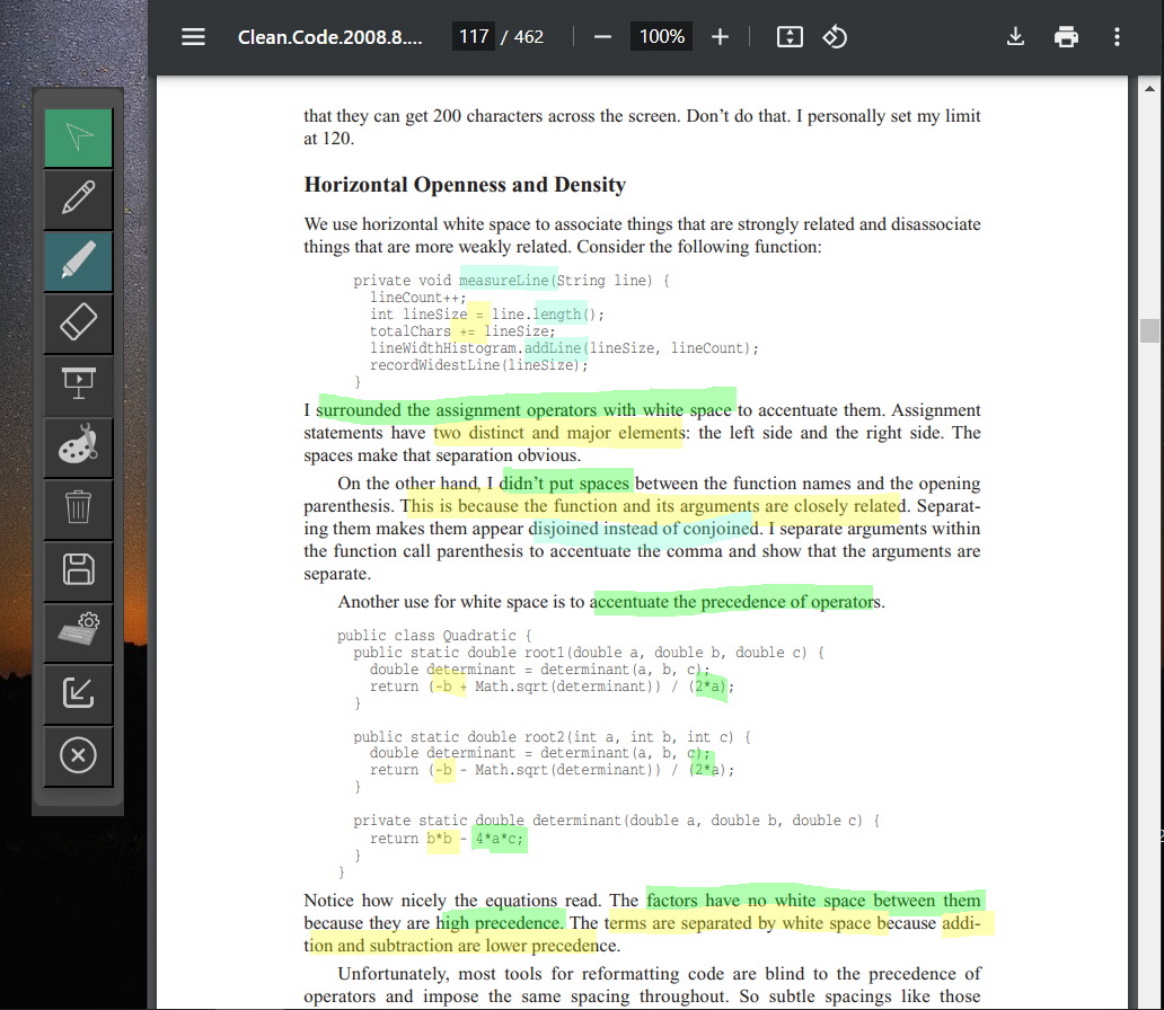 Clean.Code.2008.8.... 117 / 462 100%
that they can get 200 characters across the screen. Don’t do that. I personally set my limit
at 120.
Horizontal Openness and Density
We use horizontal white space to associate things that are strongly related and disassociate
things that are more weakly related. Consider the following function:
private void measureLine(String line) {
lineCount++;
int lineSize = line.length();
totalChars += lineSize;
lineWidthHistogram.addLine(lineSize, lineCount);
recordWidestLine(lineSize);
}
I surrounded the assignment operators with white space to accentuate them. Assignment
statements have two distinct and major elements: the left side and the right side. The
spaces make that separation obvious.
On the other hand, I didn’t put spaces between the function names and the opening
parenthesis. This is because the function and its arguments are closely related. Separat-
ing them makes them appear disjoined instead of conjoined. I separate arguments within
the function call parenthesis to accentuate the comma and show that the arguments are
separate.
Another use for white space is to accentuate the precedence of operators.
public class Quadratic {
public static double root1(double a, double b, double c) {
double determinant = determinant(a, b, c);
return (-b + Math.sqrt(determinant)) / (2*a);
}
public static double root2(int a, int b, int c) {
double determinant = determinant(a, b, c);
return (-b - Math.sqrt(determinant)) / (2*a);
}
private static double determinant(double a, double b, double c) {
return b*b - 4*a*c;
}
}
Notice how nicely the equations read. The factors have no white space between them
because they are high precedence. The terms are separated by white space because addi-
tion and subtraction are lower precedence.
Unfortunately, most tools for reformatting code are blind to the precedence of
operators and impose the same spacing throughout. So subtle spacings like those